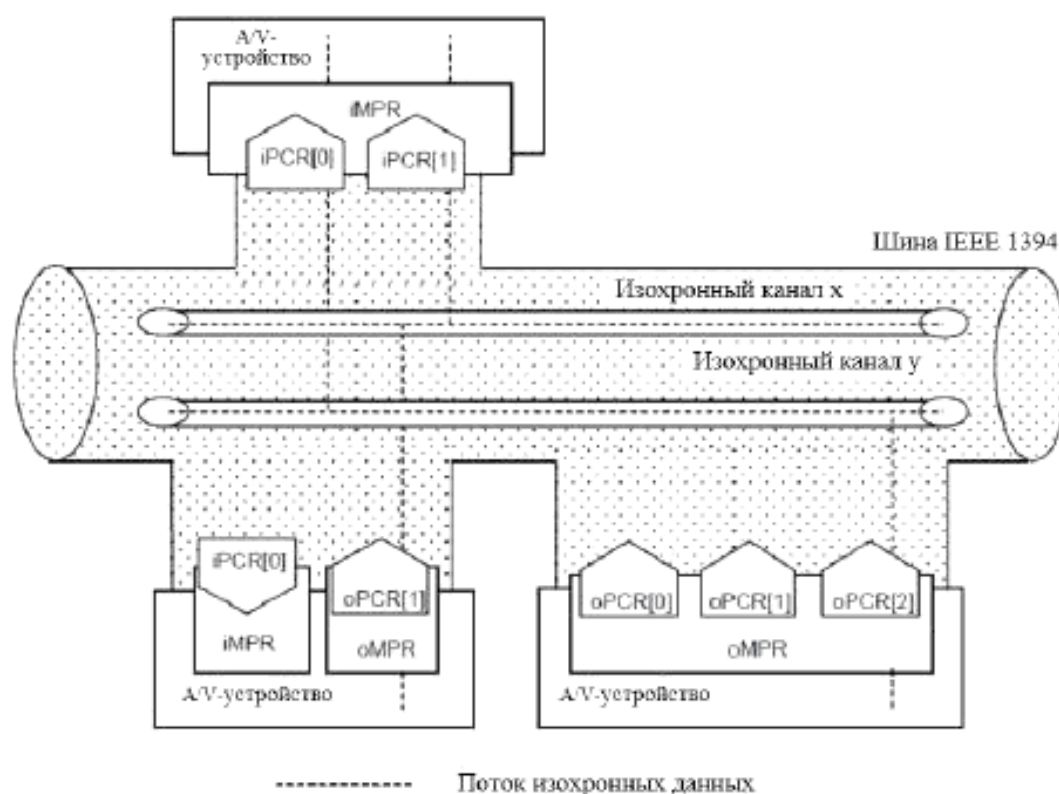 A/V-
устройство
iMPR
iPCR[0]
iPCR[1]
Шина IEEE 1394
Изохронный канал x
Изохронный канал y
iPCR[0]
oPCR[1]
iMPR
oMPR
A/V-устройство
oPCR[0]
oPCR[1]
oPCR[2]
oMPR
A/V-устройство
Поток изохронных данных